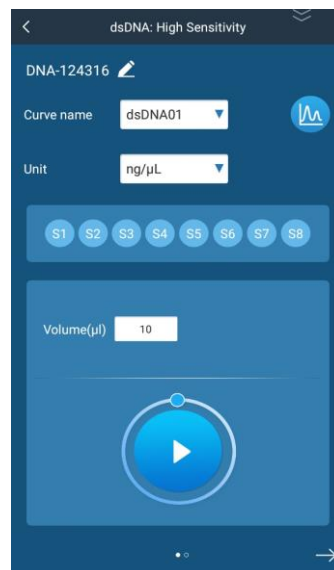 dsDNA: High Sensitivity
DNA-124316
Curve name dsDNA01
Unit ng/µL
S1 S2 S3 S4 S5 S6 S7 S8
Volume(µl) 10